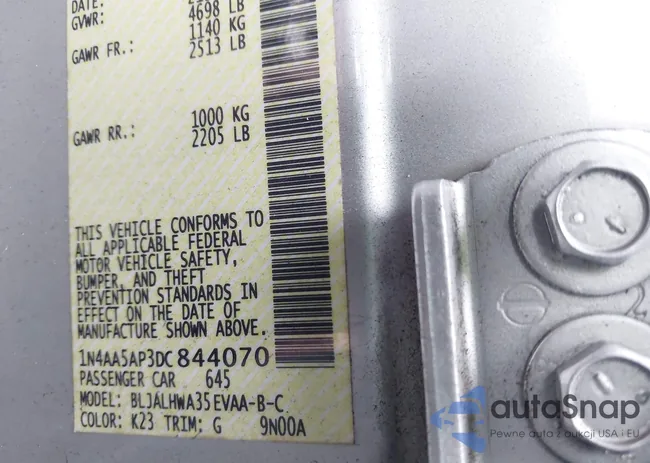 DATE:
GVWR: 4698 LB
1140 KG
GAWR FR.: 2513 LB
1000 KG
GAWR RR.: 2205 LB
THIS VEHICLE CONFORMS TO
ALL APPLICABLE FEDERAL
MOTOR VEHICLE SAFETY,
BUMPER, AND THEFT
PREVENTION STANDARDS IN
EFFECT ON THE DATE OF
MANUFACTURE SHOWN ABOVE.
1N4AA5AP3DC844070
PASSENGER CAR 645
MODEL: BLJALHWA35EVAA-B-C
COLOR: K23 TRIM: G 9N00A
autoSnap
Pewne auta z aukcji USA i EU